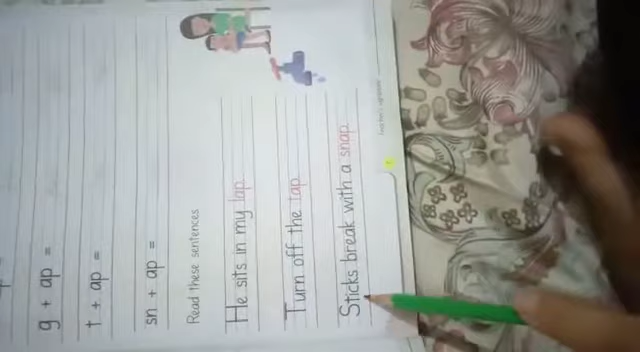 g + ap =
t + ap =
sn + ap =
Read these sentences
He sits in my lap.
Turn off the tap.
Sticks break with a snap.